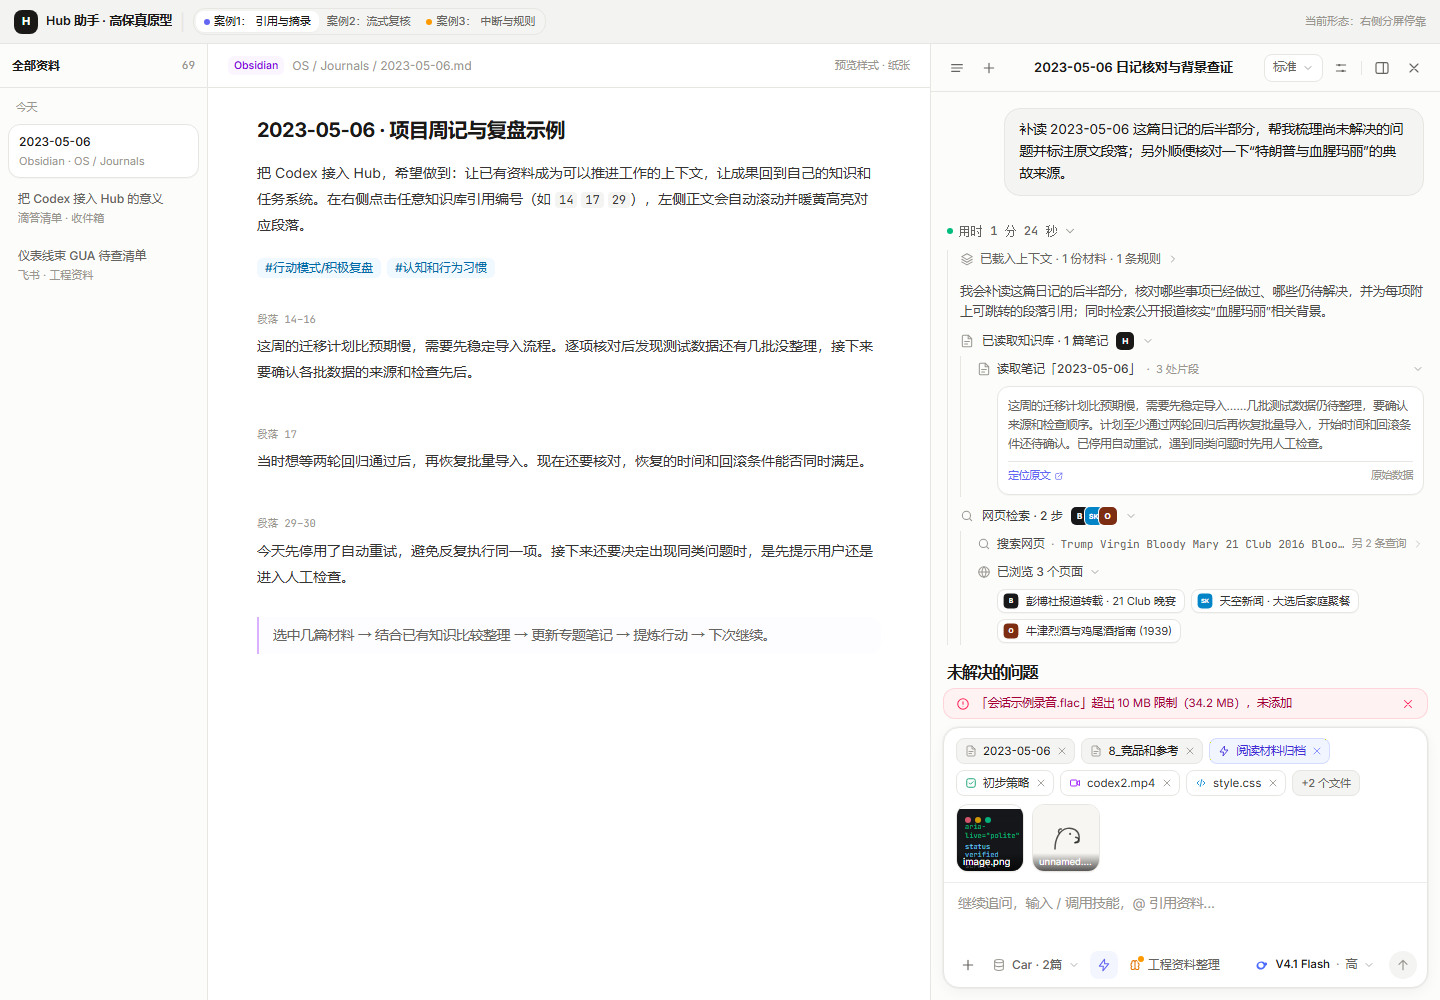 H Hub 助手 · 高保真原型
案例1： 引用与摘录
案例2：流式复核
案例3： 中断与规则
当前形态：右侧分屏停靠
全部资料 69
今天
2023-05-06
Obsidian · OS / Journals
把 Codex 接入 Hub 的意义
滴答清单 · 收件箱
仪表线束 GUA 待查清单
飞书 · 工程资料
Obsidian OS / Journals / 2023-05-06.md
预览样式 · 纸张
2023-05-06 · 项目周记与复盘示例
把 Codex 接入 Hub，希望做到：让已有资料成为可以推进工作的上下文，让成果回到自己的知识和
任务系统。在右侧点击任意知识库引用编号（如 14 17 29 ），左侧正文会自动滚动并暖黄高亮对
应段落。
#行动模式/积极复盘 #认知和行为习惯
段落 14-16
这周的迁移计划比预期慢，需要先稳定导入流程。逐项核对后发现测试数据还有几批没整理，接下来
要确认各批数据的来源和检查先后。
段落 17
当时想等两轮回归通过后，再恢复批量导入。现在还要核对，恢复的时间和回滚条件能否同时满足。
段落 29-30
今天先停用了自动重试，避免反复执行同一项。接下来还要决定出现同类问题时，是先提示用户还是
进入人工检查。
选中几篇材料 → 结合已有知识比较整理 → 更新专题笔记 → 提炼行动 → 下次继续。
2023-05-06 日记核对与背景查证
标准
补读 2023-05-06 这篇日记的后半部分，帮我梳理尚未解决的问
题并标注原文段落；另外顺便核对一下“特朗普与血腥玛丽”的典
故来源。
用时 1 分 24 秒
已载入上下文 · 1 份材料 · 1 条规则
我会补读这篇日记的后半部分，核对哪些事项已经做过、哪些仍待解决，并为每项附
上可跳转的段落引用；同时检索公开报道核实“血腥玛丽”相关背景。
已读取知识库 · 1 篇笔记 H
读取笔记「2023-05-06」 · 3 处片段
这周的迁移计划比预期慢，需要先稳定导入……几批测试数据仍待整理，要确认
来源和检查顺序。计划至少通过两轮回归后再恢复批量导入，开始时间和回滚条
件还待确认。已停用自动重试，遇到同类问题时先用人工检查。
定位原文 原始数据
网页检索 · 2 步 B SK O
搜索网页 · Trump Virgin Bloody Mary 21 Club 2016 Bloo… 另 2 条查询
已浏览 3 个页面
B 彭博社报道转载 · 21 Club 晚宴
SK 天空新闻 · 大选后家庭聚餐
O 牛津烈酒与鸡尾酒指南 (1939)
未解决的问题
「会话示例录音.flac」超出 10 MB 限制（34.2 MB），未添加
2023-05-06
8_竞品和参考
阅读材料归档
初步策略
codex2.mp4
style.css
+2 个文件
aria-
live="polite"
status
verified
image.png
unnamed....
继续追问，输入 / 调用技能，@ 引用资料...
Car · 2篇
工程资料整理
V4.1 Flash · 高